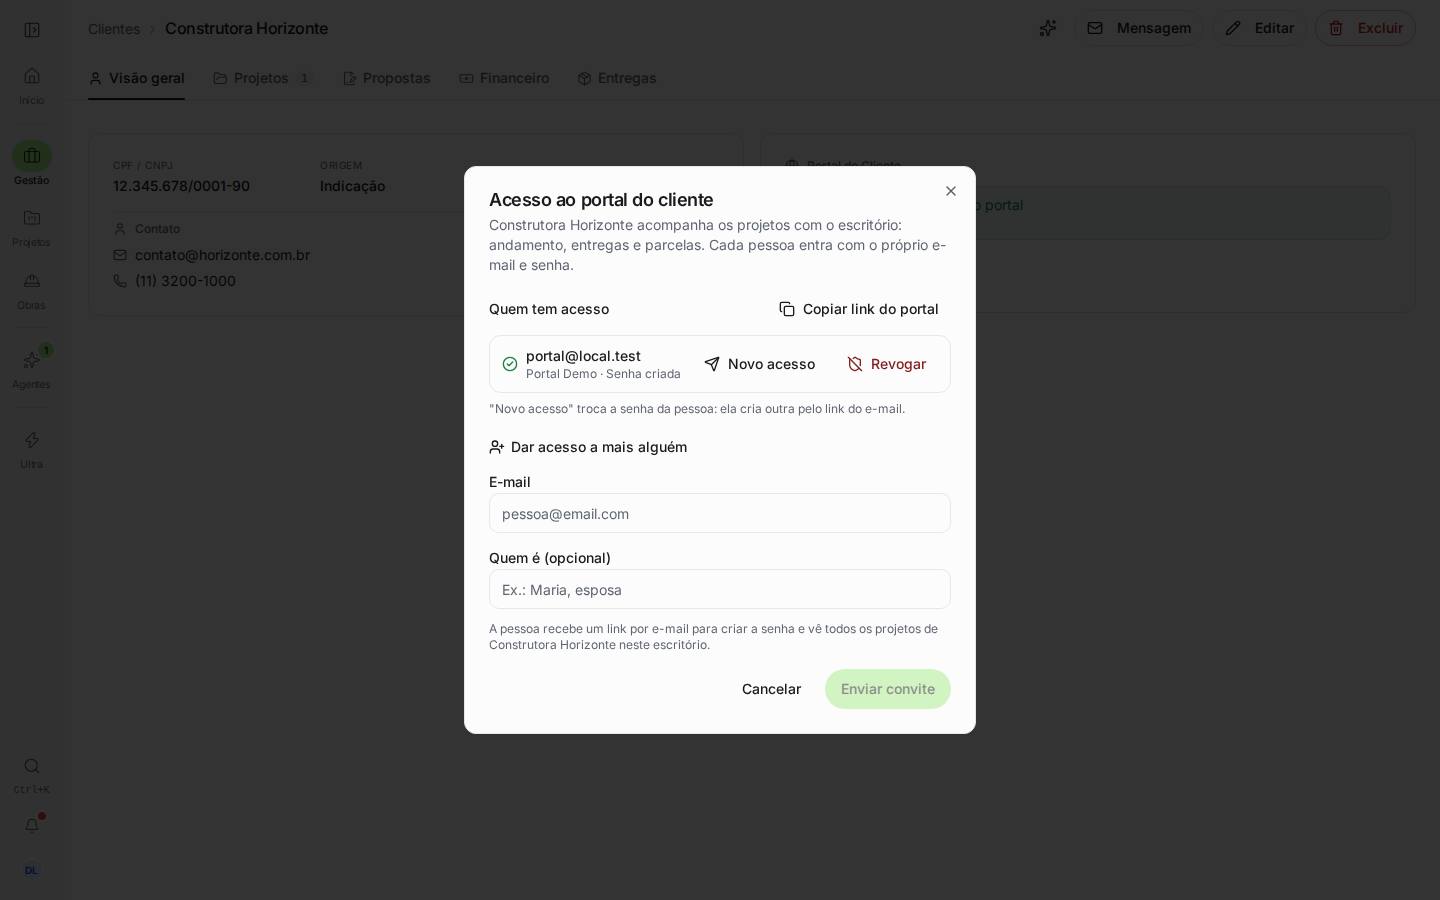 Clientes
Construtora Horizonte
Mensagem
Editar
Excluir
Visão geral
Projetos 1
Propostas
Financeiro
Entregas
Início
Gestão
Projetos
Obras
1
Agentes
Ultra
Ctrl+K
DL
CPF / CNPJ
12.345.678/0001-90
ORIGEM
Indicação
Contato
contato@horizonte.com.br
(11) 3200-1000
Portal do Cliente
o portal
Acesso ao portal do cliente
Construtora Horizonte acompanha os projetos com o escritório:
andamento, entregas e parcelas. Cada pessoa entra com o próprio e-
mail e senha.
Quem tem acesso
Copiar link do portal
portal@local.test
Portal Demo · Senha criada
Novo acesso
Revogar
"Novo acesso" troca a senha da pessoa: ela cria outra pelo link do e-mail.
Dar acesso a mais alguém
E-mail
pessoa@email.com
Quem é (opcional)
Ex.: Maria, esposa
A pessoa recebe um link por e-mail para criar a senha e vê todos os projetos de
Construtora Horizonte neste escritório.
Cancelar
Enviar convite